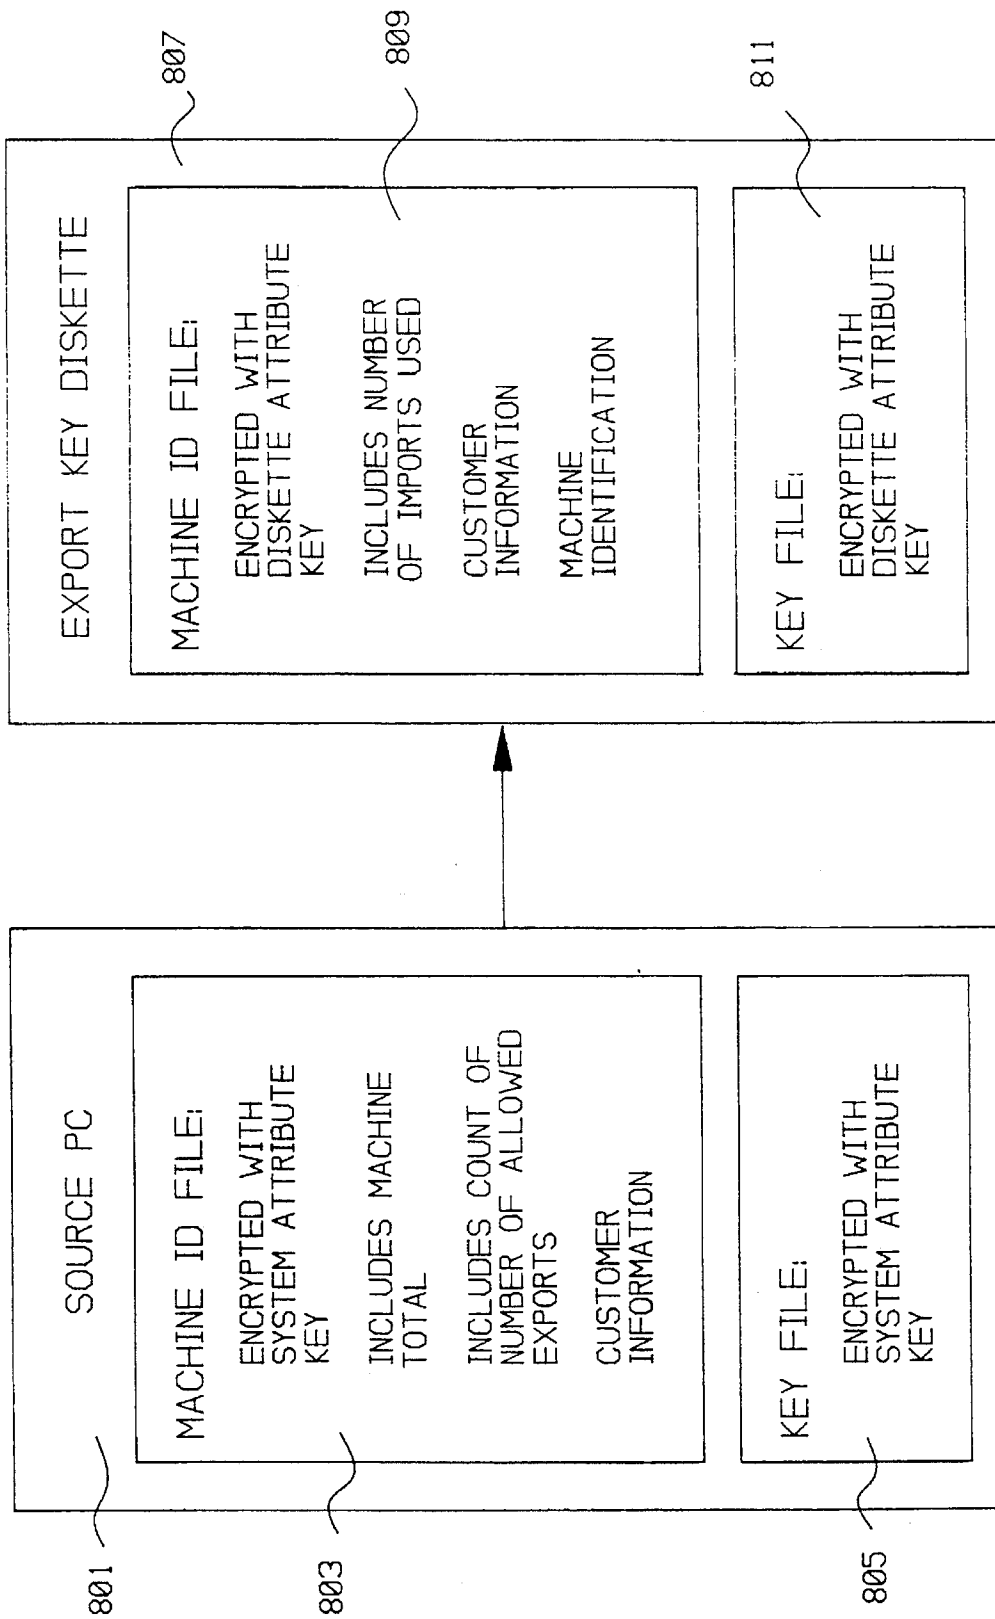 SOURCE PC
801
MACHINE ID FILE:
ENCRYPTED WITH
SYSTEM ATTRIBUTE
KEY
INCLUDES MACHINE
TOTAL
INCLUDES COUNT OF
NUMBER OF ALLOWED
EXPORTS
CUSTOMER
INFORMATION
803
KEY FILE:
ENCRYPTED WITH
SYSTEM ATTRIBUTE
KEY
805
EXPORT KEY DISKETTE
807
MACHINE ID FILE:
ENCRYPTED WITH
DISKETTE ATTRIBUTE
KEY
INCLUDES NUMBER
OF IMPORTS USED
CUSTOMER
INFORMATION
MACHINE
IDENTIFICATION
809
KEY FILE:
ENCRYPTED WITH
DISKETTE ATTRIBUTE
KEY
811